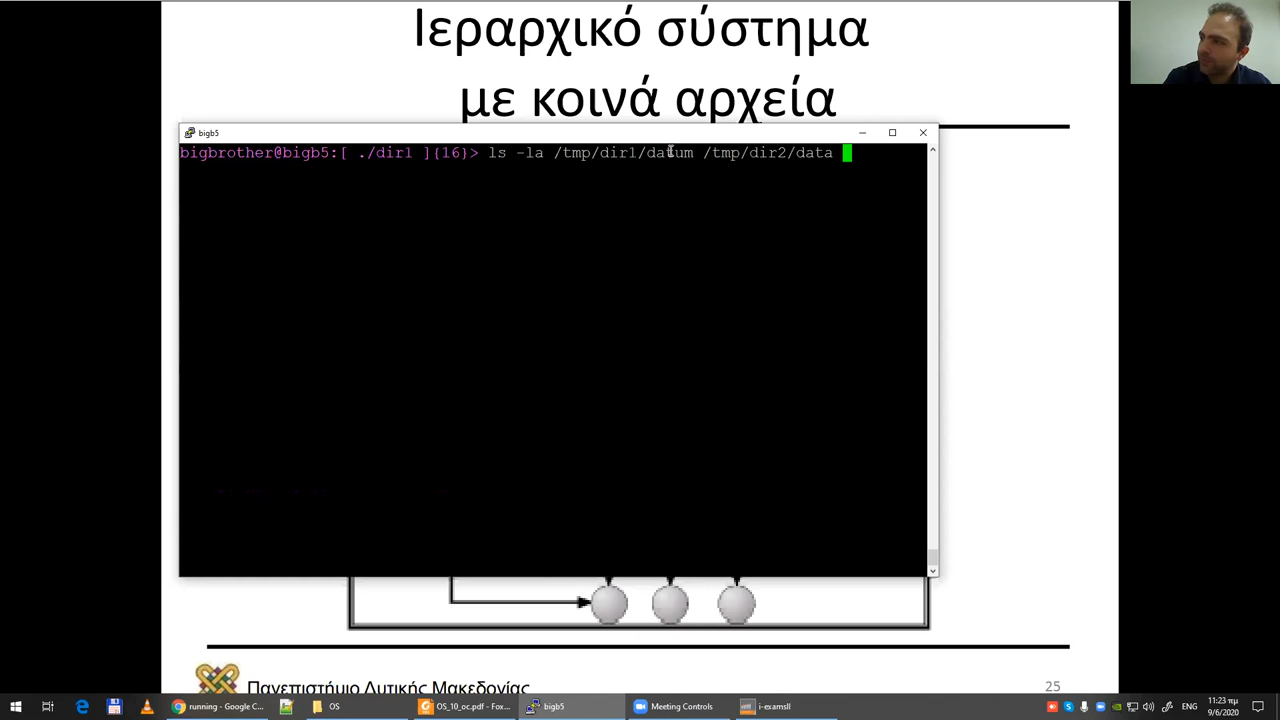 Ιεραρχικό σύστημα
με κοινά αρχεία
bigb5
bigbrother@bigb5:[ ./dir1 ]{16}> ls -la /tmp/dir1/datum /tmp/dir2/data
Πανεπιστήμιο Δυτικής Μακεδονίας
25
running - Google C...
OS
OS_10_oc.pdf - Fox...
bigb5
Meeting Controls
i-examsII
ENG
11:23 πμ
9/6/2020